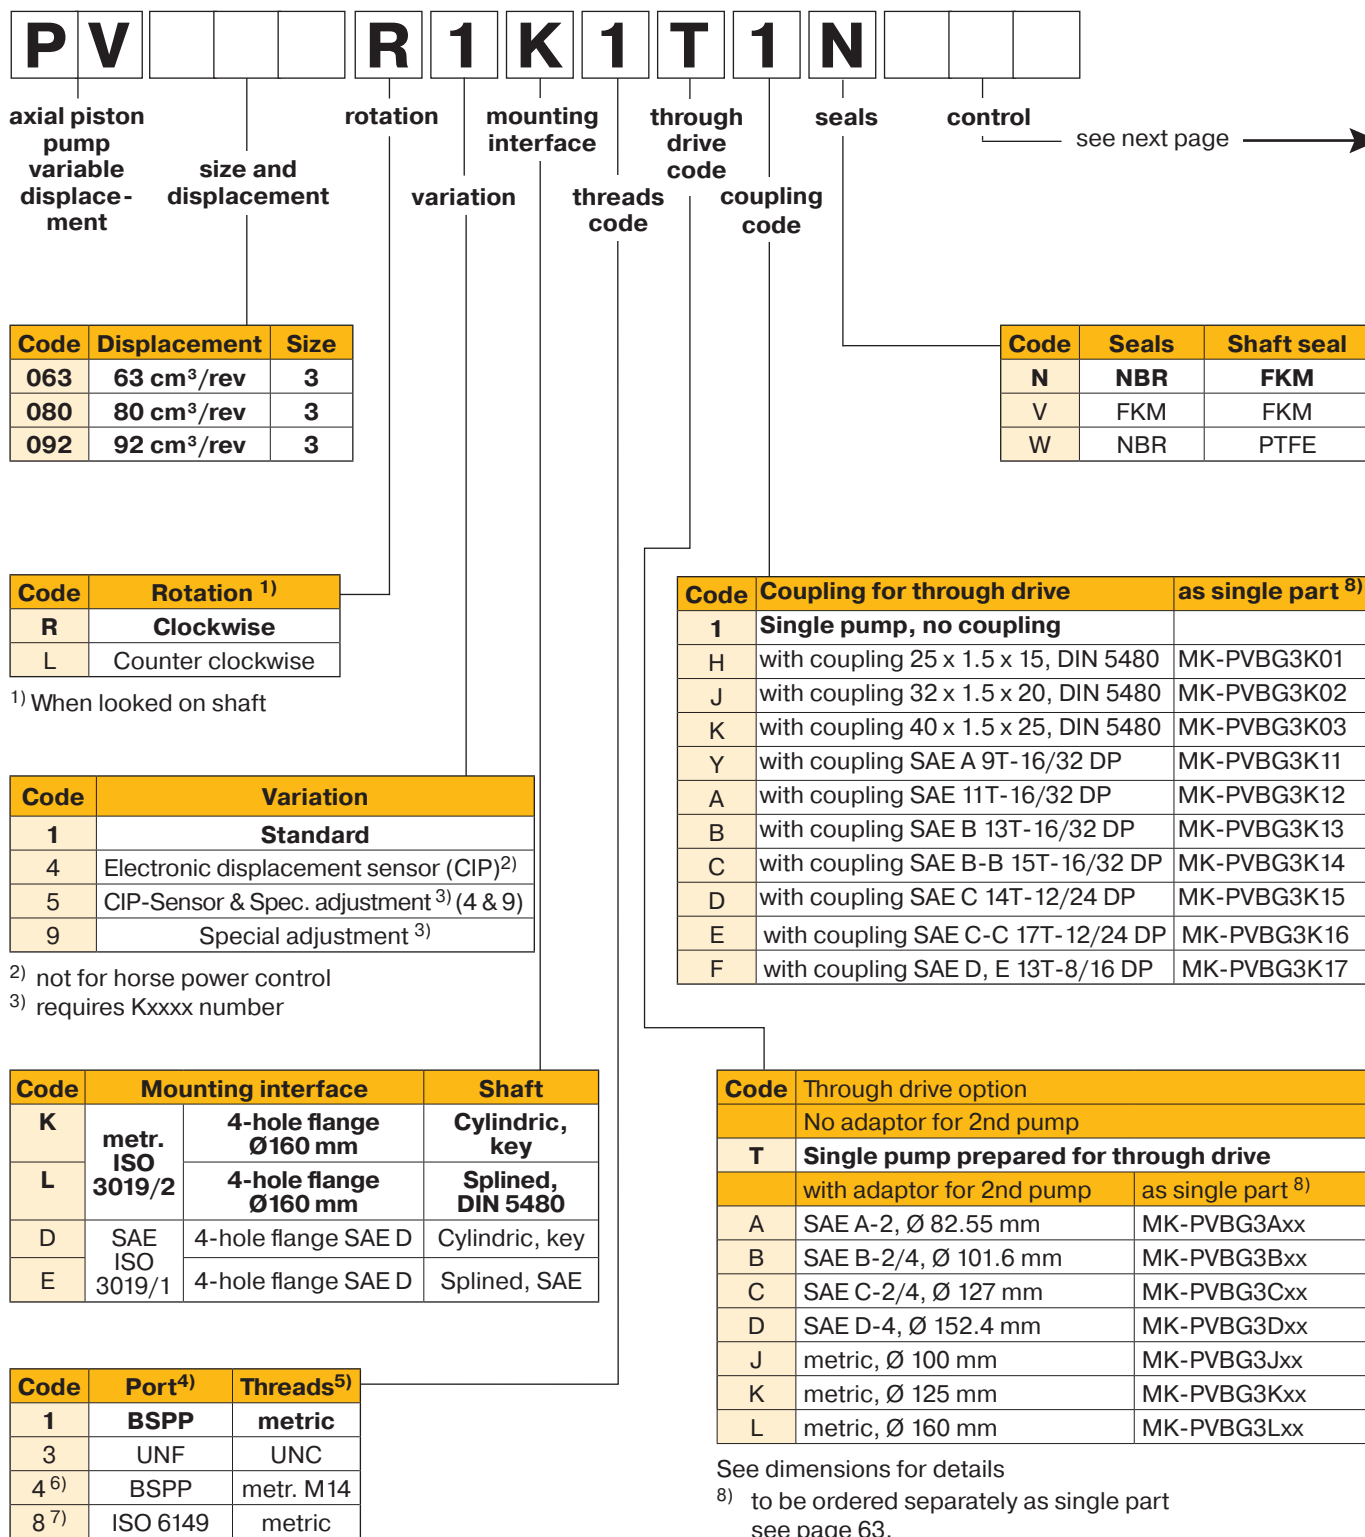 P V R 1 K 1 T 1 N
axial piston
pump
variable
displace-
ment
size and
displacement
rotation
variation
mounting
interface
threads
code
through
drive
code
coupling
code
seals
control
see next page
Code Displacement Size
063 63 cm³/rev 3
080 80 cm³/rev 3
092 92 cm³/rev 3
Code Seals Shaft seal
N NBR FKM
V FKM FKM
W NBR PTFE
Code Rotation 1)
R Clockwise
L Counter clockwise
1) When looked on shaft
Code Variation
1 Standard
4 Electronic displacement sensor (CIP)2)
5 CIP-Sensor & Spec. adjustment 3) (4 & 9)
9 Special adjustment 3)
2) not for horse power control
3) requires Kxxxx number
Code Coupling for through drive as single part 8)
1 Single pump, no coupling
H with coupling 25 x 1.5 x 15, DIN 5480 MK-PVBG3K01
J with coupling 32 x 1.5 x 20, DIN 5480 MK-PVBG3K02
K with coupling 40 x 1.5 x 25, DIN 5480 MK-PVBG3K03
Y with coupling SAE A 9T-16/32 DP MK-PVBG3K11
A with coupling SAE 11T-16/32 DP MK-PVBG3K12
B with coupling SAE B 13T-16/32 DP MK-PVBG3K13
C with coupling SAE B-B 15T-16/32 DP MK-PVBG3K14
D with coupling SAE C 14T-12/24 DP MK-PVBG3K15
E with coupling SAE C-C 17T-12/24 DP MK-PVBG3K16
F with coupling SAE D, E 13T-8/16 DP MK-PVBG3K17
Code Mounting interface Shaft
K 4-hole flange Cylindric,
Ø160 mm key
metr.
ISO
3019/2
L 4-hole flange Splined,
Ø160 mm DIN 5480
D 4-hole flange SAE D Cylindric, key
SAE
ISO
3019/1
E 4-hole flange SAE D Splined, SAE
Code Port4) Threads5)
1 BSPP metric
3 UNF UNC
4 6) BSPP metr. M14
8 7) ISO 6149 metric
Code Through drive option
No adaptor for 2nd pump
T Single pump prepared for through drive
with adaptor for 2nd pump as single part 8)
A SAE A-2, Ø 82.55 mm MK-PVBG3Axx
B SAE B-2/4, Ø 101.6 mm MK-PVBG3Bxx
C SAE C-2/4, Ø 127 mm MK-PVBG3Cxx
D SAE D-4, Ø 152.4 mm MK-PVBG3Dxx
J metric, Ø 100 mm MK-PVBG3Jxx
K metric, Ø 125 mm MK-PVBG3Kxx
L metric, Ø 160 mm MK-PVBG3Lxx
See dimensions for details
8) to be ordered separately as single part
see page 63.